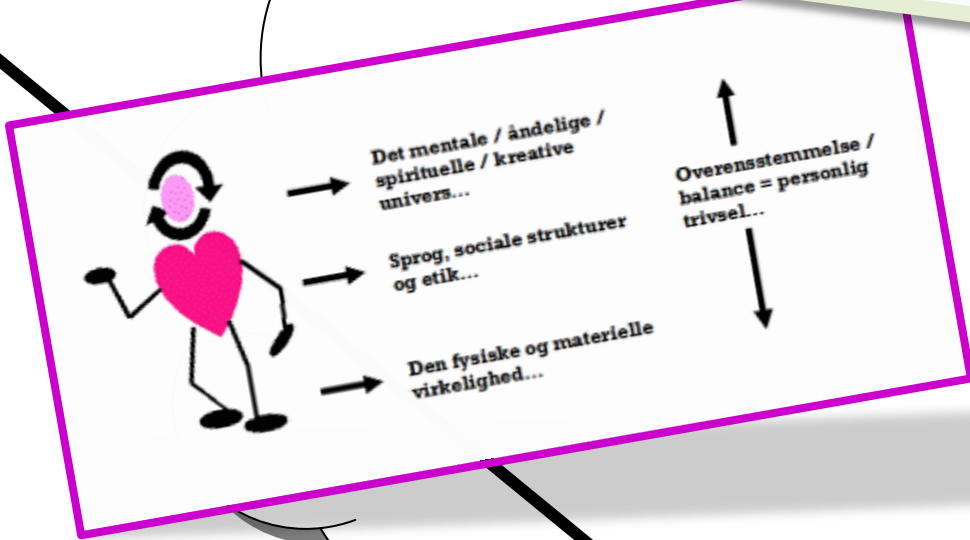 Det mentale / åndelige /
spirituelle / kreative
univers...
Sprog, sociale strukturer
og etik...
Den fysiske og materielle
virkelighed...
Overensstemmelse /
balance = personlig
trivsel...